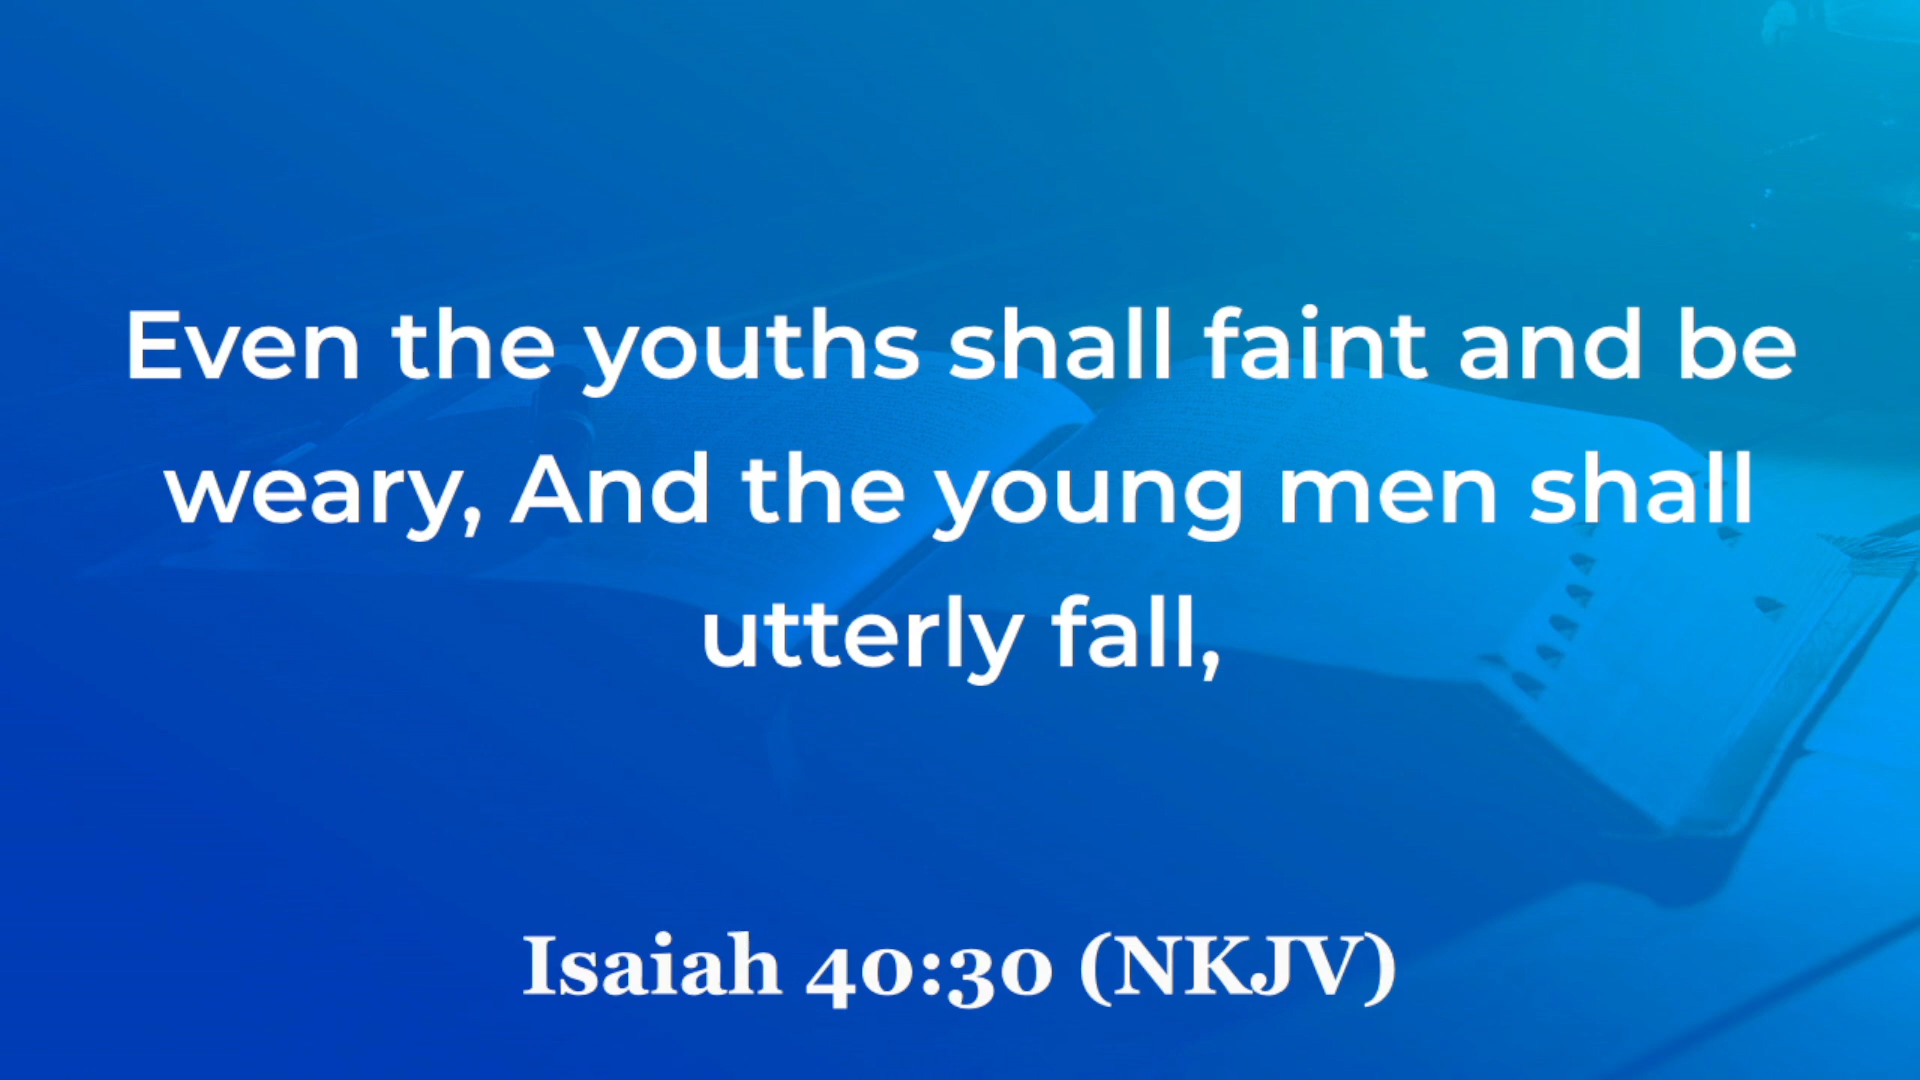 Even the youths shall faint and be
weary, And the young men shall
utterly fall,
Isaiah 40:30 (NKJV)